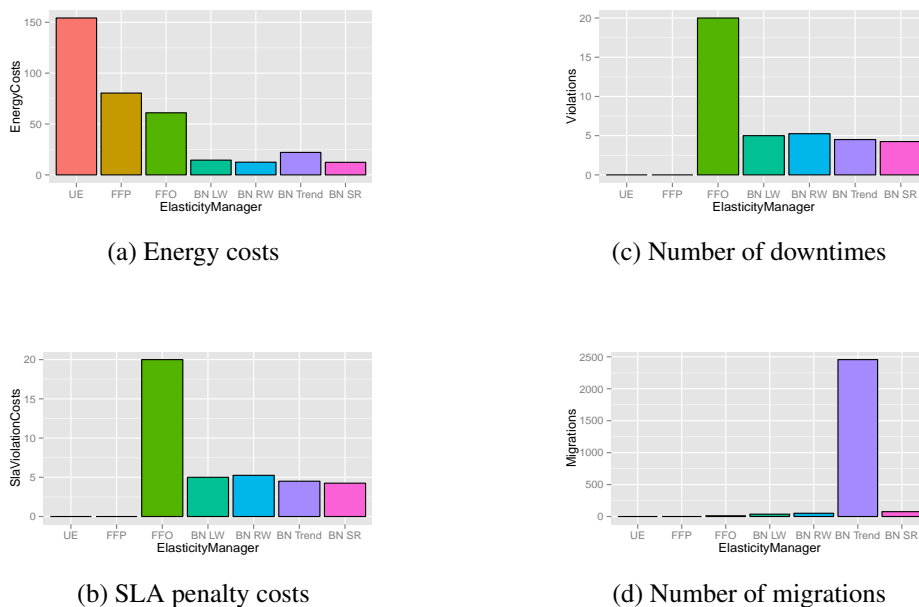 EnergyCosts
150
100
50
0
UE FFP FFO BN LW BN RW BN Trend BN SR
ElasticityManager
(a) Energy costs
Violations
20
15
10
5
0
UE FFP FFO BN LW BN RW BN Trend BN SR
ElasticityManager
(c) Number of downtimes
SlaViolationCosts
20
15
10
5
0
UE FFP FFO BN LW BN RW BN Trend BN SR
ElasticityManager
(b) SLA penalty costs
Migrations
2500
2000
1500
1000
500
0
UE FFP FFO BN LW BN RW BN Trend BN SR
ElasticityManager
(d) Number of migrations